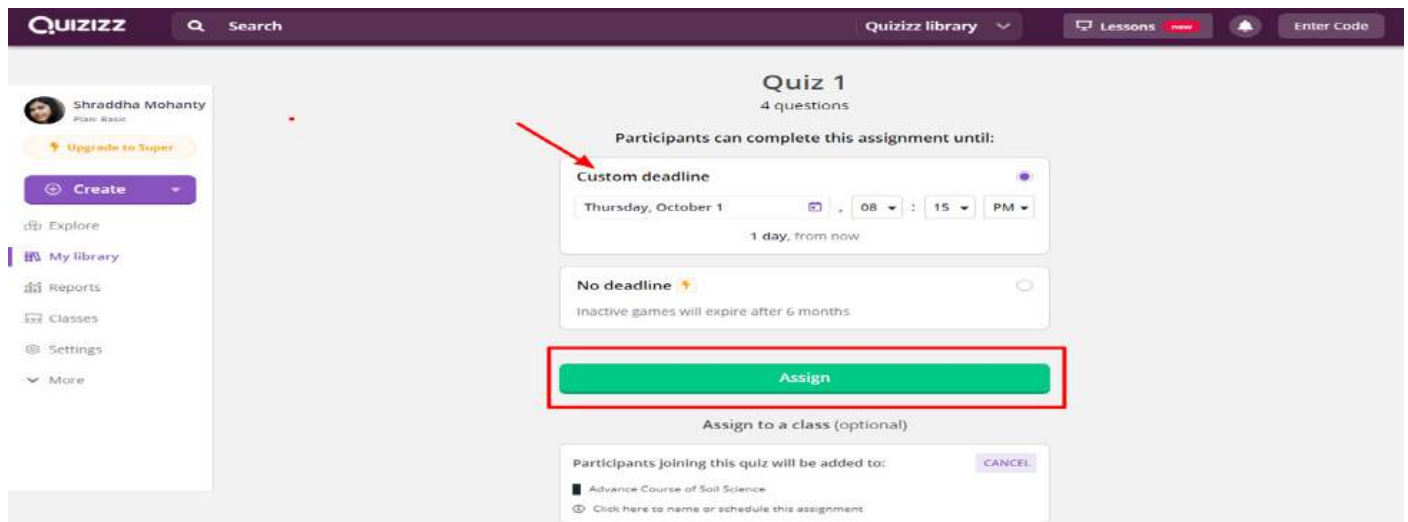 QUIZIZZ Search Quizizz library Lessons new Enter Code
Quiz 1
4 questions
Shraddha Mohanty
Plan: Basic
Upgrade to Super
Create
Explore
My library
Reports
Classes
Settings
More
Participants can complete this assignment until:
Custom deadline
Thursday, October 1 , 08 : 15 PM
1 day, from now
No deadline
Inactive games will expire after 6 months
Assign
Assign to a class (optional)
Participants joining this quiz will be added to: CANCEL
Advance Course of Soil Science
Click here to name or schedule this assignment